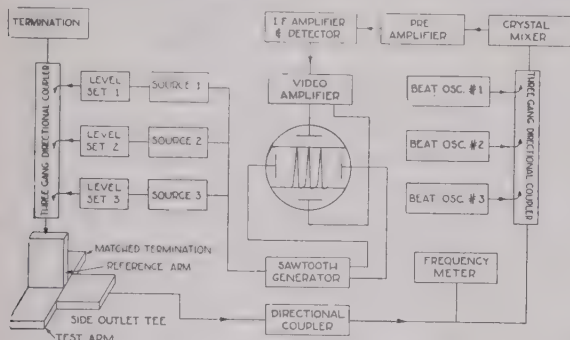 TERMINATION
I F AMPLIFIER
& DETECTOR
PRE
AMPLIFIER
CRYSTAL
MIXER
THREE GANG DIRECTIONAL COUPLER
LEVEL
SET 1
SOURCE 1
LEVEL
SET 2
SOURCE 2
LEVEL
SET 3
SOURCE 3
VIDEO
AMPLIFIER
BEAT OSC. #1
BEAT OSC. #2
BEAT OSC. #3
THREE GANG DIRECTIONAL COUPLER
MATCHED TERMINATION
REFERENCE ARM
SIDE OUTLET TEE
TEST ARM
SAWTOOTH
GENERATOR
DIRECTIONAL
COUPLER
FREQUENCY
METER